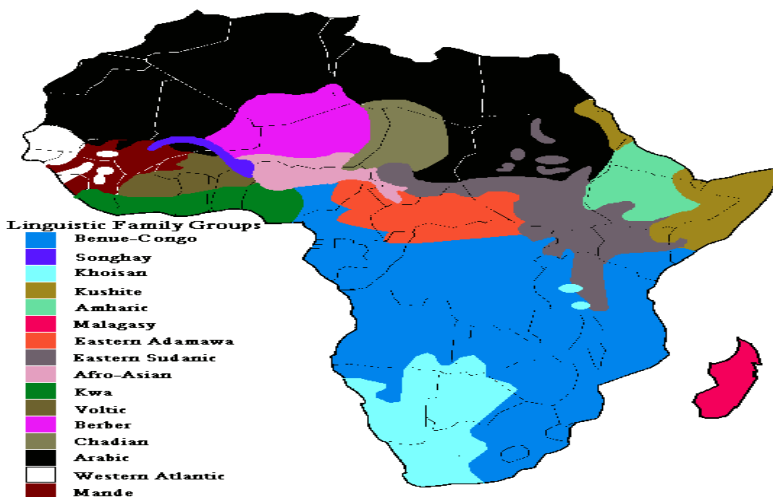 Linguistic Family Groups
Benue-Congo
Songhay
Khoisan
Kushite
Amharic
Malagasy
Eastern Adamawa
Eastern Sudanic
Afro-Asian
Kwa
Voltic
Berber
Chadian
Arabic
Western Atlantic
Mande